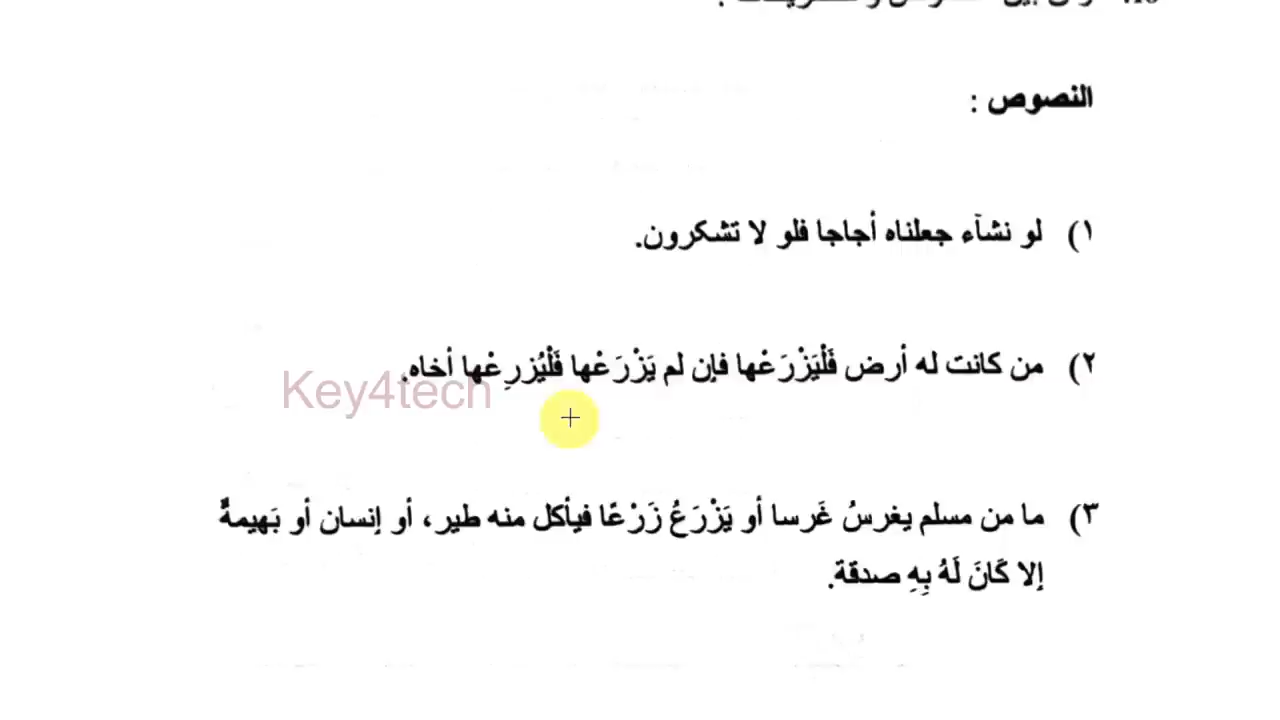 النصوص :
١) لو نشآء جعلناه أجاجا فلو لا تشكرون.
٢) من كانت له أرض فَلْيَزْرَعْها فإن لم يَزْرَعْها فَلْيُزرِعْها أخاه.
Key4tech
٣) ما من مسلم يغرسُ غَرسا أو يَزْرَعُ زَرْعًا فيأكل منه طير، أو إنسان أو بَهيمةٌ
إلا كَانَ لَهُ بِهِ صدقة.